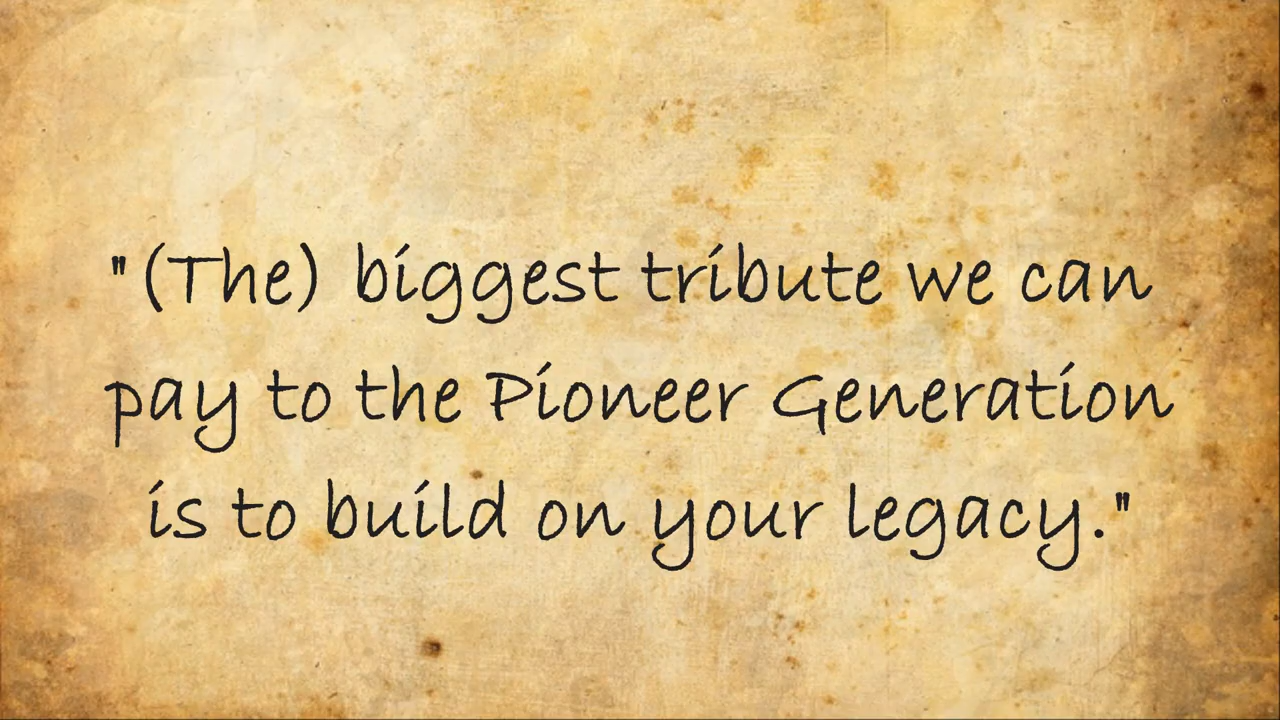 "(The) biggest tribute we can
pay to the Pioneer Generation
is to build on your legacy."